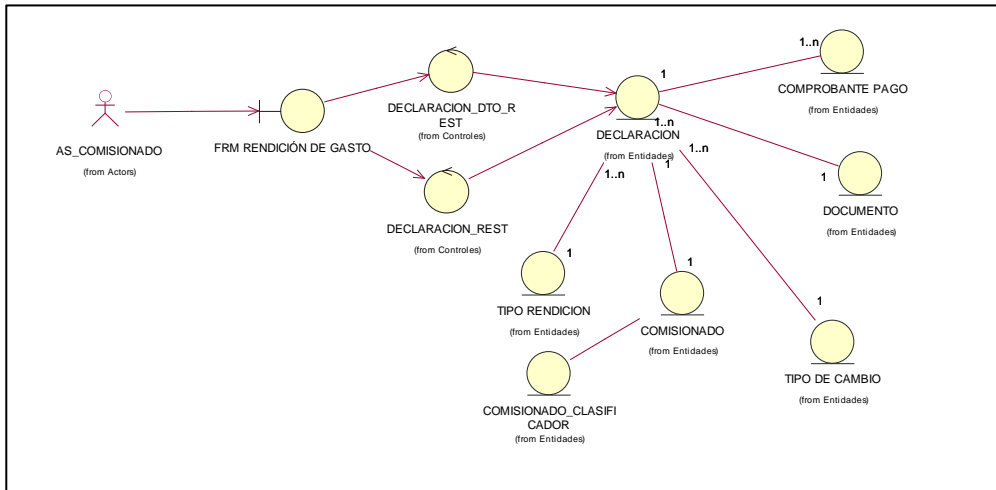 1..n
COMPROBANTE PAGO
(from Entidades)
1
DECLARACION_DTO_R
EST
(from Controles)
AS_COMISIONADO
(from Actors)
FRM RENDICIÓN DE GASTO
1..n
DECLARACION
(from Entidades)
1..n
1
1..n
1
DOCUMENTO
(from Entidades)
DECLARACION_REST
(from Controles)
1
TIPO RENDICION
(from Entidades)
1
COMISIONADO
(from Entidades)
1
TIPO DE CAMBIO
(from Entidades)
COMISIONADO_CLASIFI
CADOR
(from Entidades)